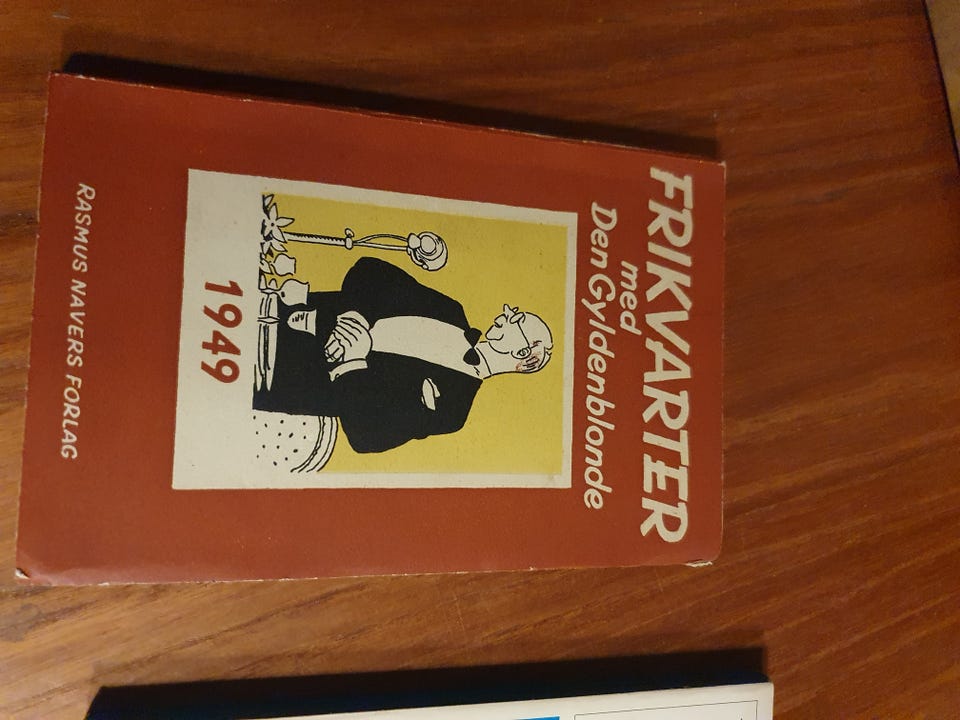 FRIKVARTER
med
Den Gyldenblonde
1949
RASMUS NAVERS FORLAG